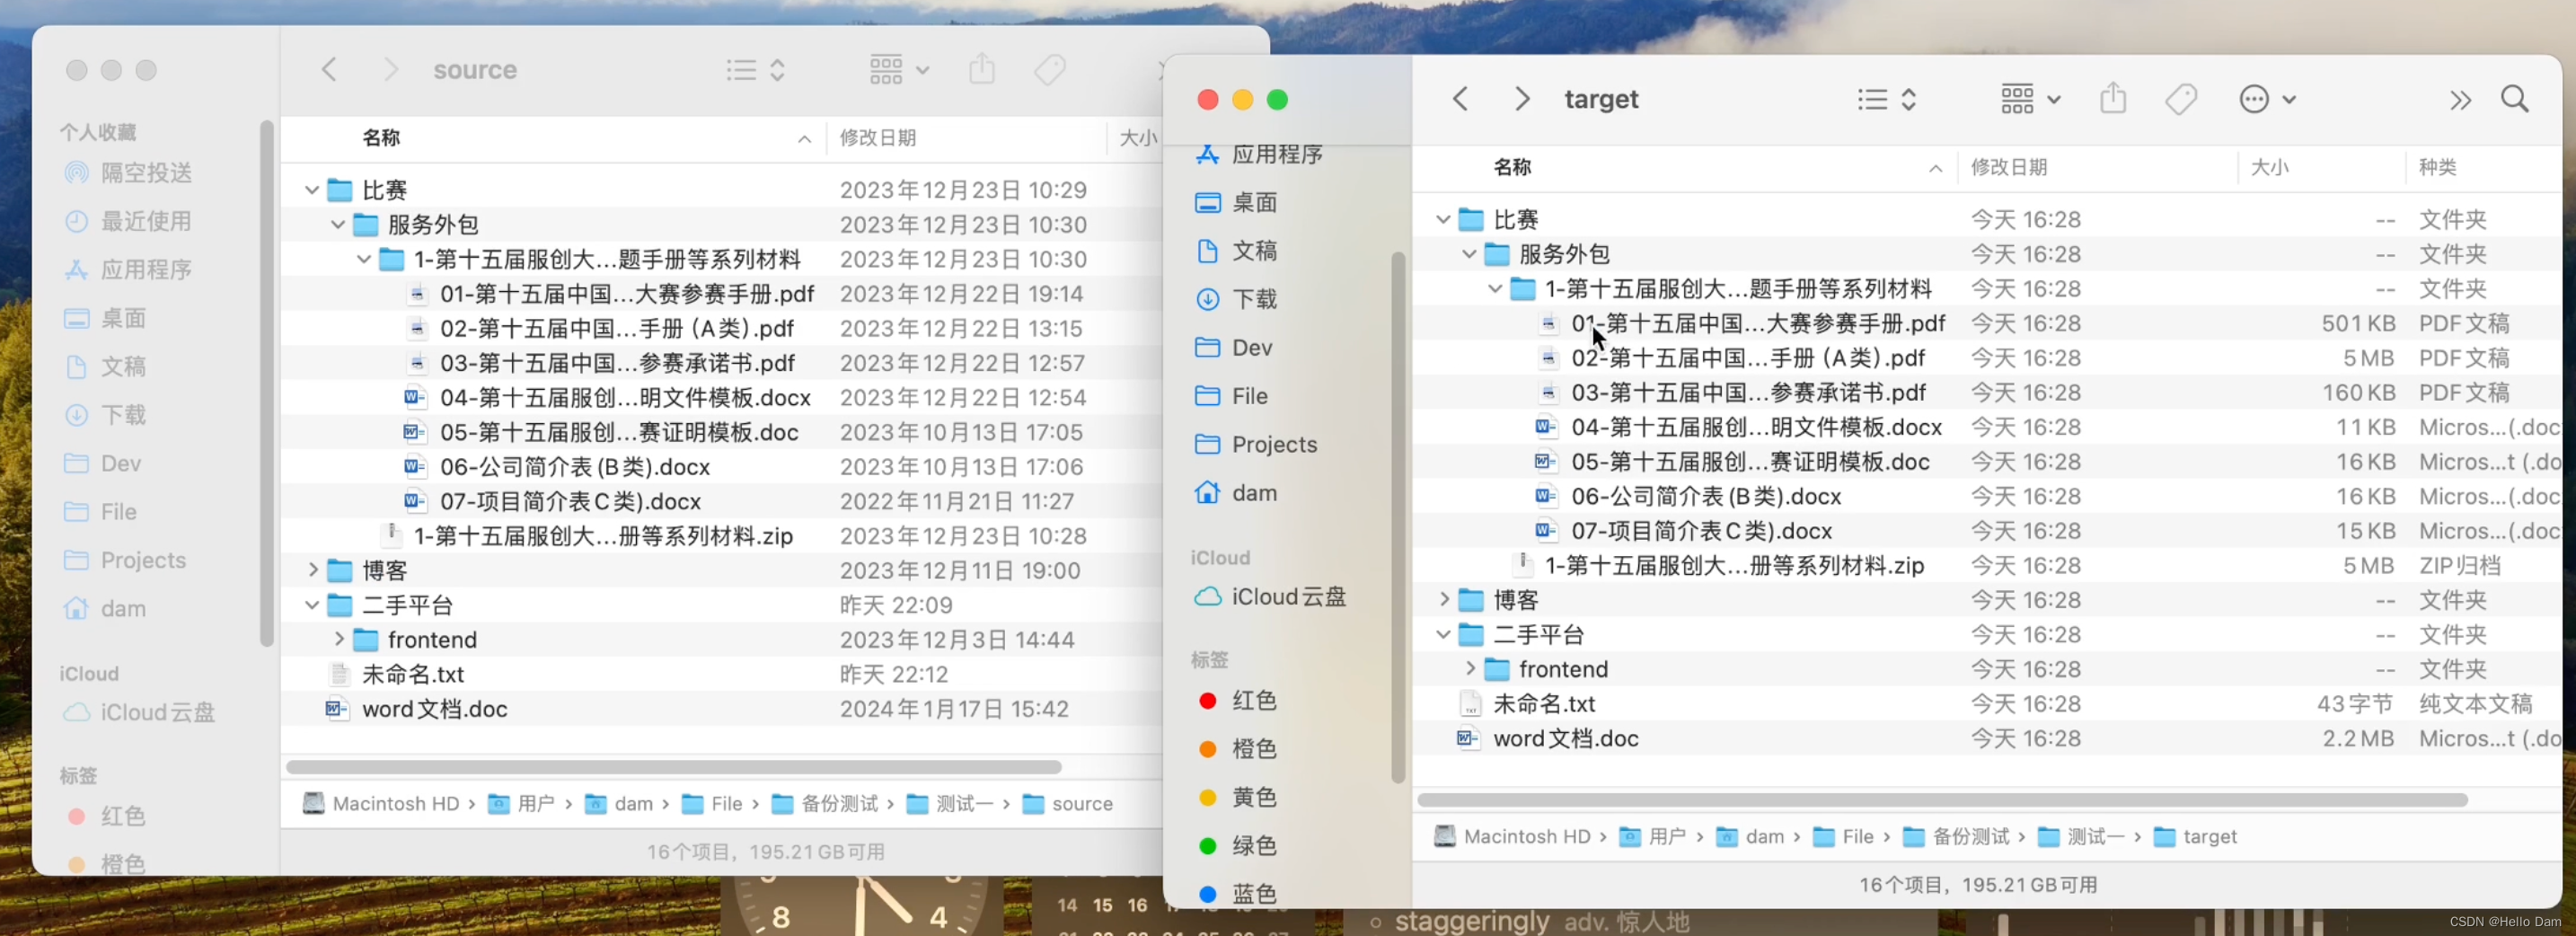 source
个人收藏
隔空投送
最近使用
应用程序
桌面
文稿
下载
Dev
File
Projects
dam
iCloud
iCloud云盘
标签
红色
橙色
名称 修改日期 大小
比赛 2023年12月23日 10:29
服务外包 2023年12月23日 10:30
1-第十五届服创大...题手册等系列材料 2023年12月23日 10:30
01-第十五届中国...大赛参赛手册.pdf 2023年12月22日 19:14
02-第十五届中国...手册（A类）.pdf 2023年12月22日 13:15
03-第十五届中国...参赛承诺书.pdf 2023年12月22日 12:57
04-第十五届服创...明文件模板.docx 2023年12月22日 12:54
05-第十五届服创...赛证明模板.doc 2023年10月13日 17:05
06-公司简介表(B类).docx 2023年10月13日 17:06
07-项目简介表C类).docx 2022年11月21日 11:27
1-第十五届服创大...册等系列材料.zip 2023年12月23日 10:28
博客 2023年12月11日 19:00
二手平台 昨天 22:09
frontend 2023年12月3日 14:44
未命名.txt 昨天 22:12
word文档.doc 2024年1月17日 15:42
Macintosh HD › 用户 › dam › File › 备份测试 › 测试一 › source
16个项目，195.21 GB可用
target
应用程序
桌面
文稿
下载
Dev
File
Projects
dam
iCloud
iCloud云盘
标签
红色
橙色
黄色
绿色
蓝色
名称 修改日期 大小 种类
比赛 今天 16:28 -- 文件夹
服务外包 今天 16:28 -- 文件夹
1-第十五届服创大...题手册等系列材料 今天 16:28 -- 文件夹
01-第十五届中国...大赛参赛手册.pdf 今天 16:28 501 KB PDF文稿
02-第十五届中国...手册（A类）.pdf 今天 16:28 5 MB PDF文稿
03-第十五届中国...参赛承诺书.pdf 今天 16:28 160 KB PDF文稿
04-第十五届服创...明文件模板.docx 今天 16:28 11 KB Micros...(.doc
05-第十五届服创...赛证明模板.doc 今天 16:28 16 KB Micros...t (.do
06-公司简介表(B类).docx 今天 16:28 16 KB Micros...(.doc
07-项目简介表C类).docx 今天 16:28 15 KB Micros...(.doc
1-第十五届服创大...册等系列材料.zip 今天 16:28 5 MB ZIP归档
博客 今天 16:28 -- 文件夹
二手平台 今天 16:28 -- 文件夹
frontend 今天 16:28 -- 文件夹
未命名.txt 今天 16:28 43字节 纯文本文稿
word文档.doc 今天 16:28 2.2 MB Micros...t (.do
Macintosh HD › 用户 › dam › File › 备份测试 › 测试一 › target
16个项目，195.21 GB可用
8 4
14 15 16
staggeringly adv. 惊人地
CSDN @Hello Dam